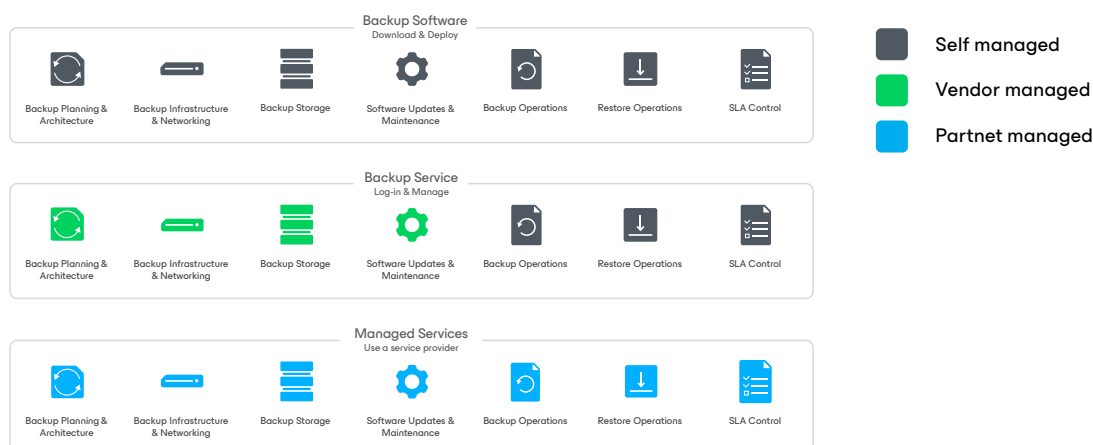 Backup Software
Download & Deploy
Backup Planning &
Architecture
Backup Infrastructure
& Networking
Backup Storage
Software Updates &
Maintenance
Backup Operations
Restore Operations
SLA Control
Self managed
Vendor managed
Partnet managed
Backup Service
Log-in & Manage
Backup Planning &
Architecture
Backup Infrastructure
& Networking
Backup Storage
Software Updates &
Maintenance
Backup Operations
Restore Operations
SLA Control
Managed Services
Use a service provider
Backup Planning &
Architecture
Backup Infrastructure
& Networking
Backup Storage
Software Updates &
Maintenance
Backup Operations
Restore Operations
SLA Control